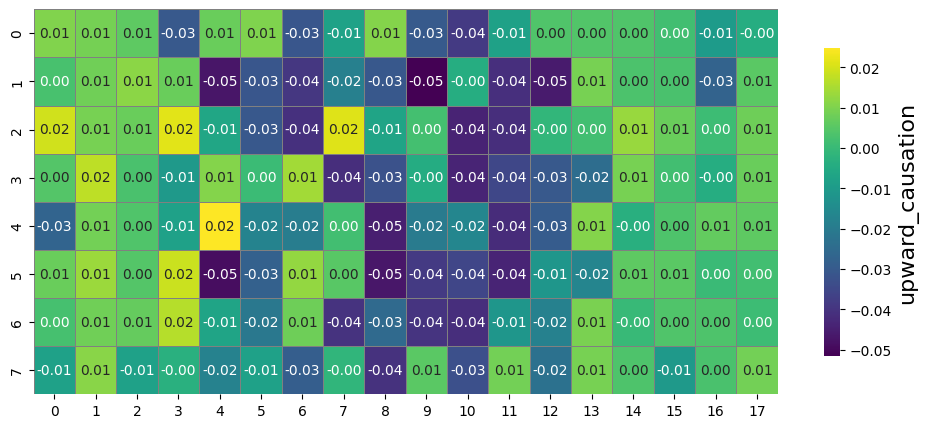 0 0.01 0.01 0.01 -0.03 0.01 0.01 -0.03 -0.01 0.01 -0.03 -0.04 -0.01 0.00 0.00 0.00 0.00 -0.01 -0.00
1 0.00 0.01 0.01 0.01 -0.05 -0.03 -0.04 -0.02 -0.03 -0.05 -0.00 -0.04 -0.05 0.01 0.00 0.00 -0.03 0.01
2 0.02 0.01 0.01 0.02 -0.01 -0.03 -0.04 0.02 -0.01 0.00 -0.04 -0.04 -0.00 0.00 0.01 0.01 0.00 0.01
3 0.00 0.02 0.00 -0.01 0.01 0.00 0.01 -0.04 -0.03 -0.00 -0.04 -0.04 -0.03 -0.02 0.01 0.00 -0.00 0.01
4 -0.03 0.01 0.00 -0.01 0.02 -0.02 -0.02 0.00 -0.05 -0.02 -0.02 -0.04 -0.03 0.01 -0.00 0.00 0.01 0.01
5 0.01 0.01 0.00 0.02 -0.05 -0.03 0.01 0.00 -0.05 -0.04 -0.04 -0.04 -0.01 -0.02 0.01 0.01 0.00 0.00
6 0.00 0.01 0.01 0.02 -0.01 -0.02 0.01 -0.04 -0.03 -0.04 -0.04 -0.01 -0.02 0.01 -0.00 0.00 0.00 0.00
7 -0.01 0.01 -0.01 -0.00 -0.02 -0.01 -0.03 -0.00 -0.04 0.01 -0.03 0.01 -0.02 0.01 0.00 -0.01 0.00 0.01
0 1 2 3 4 5 6 7 8 9 10 11 12 13 14 15 16 17
0.02
0.01
0.00
−0.01
−0.02
−0.03
−0.04
−0.05
upward_causation